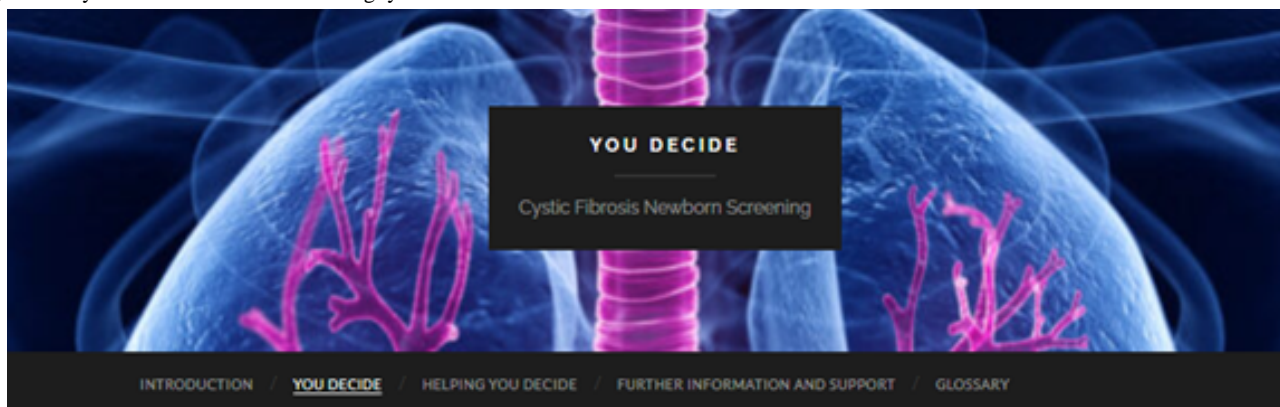 YOU DECIDE
Cystic Fibrosis Newborn Screening
INTRODUCTION / YOU DECIDE / HELPING YOU DECIDE / FURTHER INFORMATION AND SUPPORT / GLOSSARY